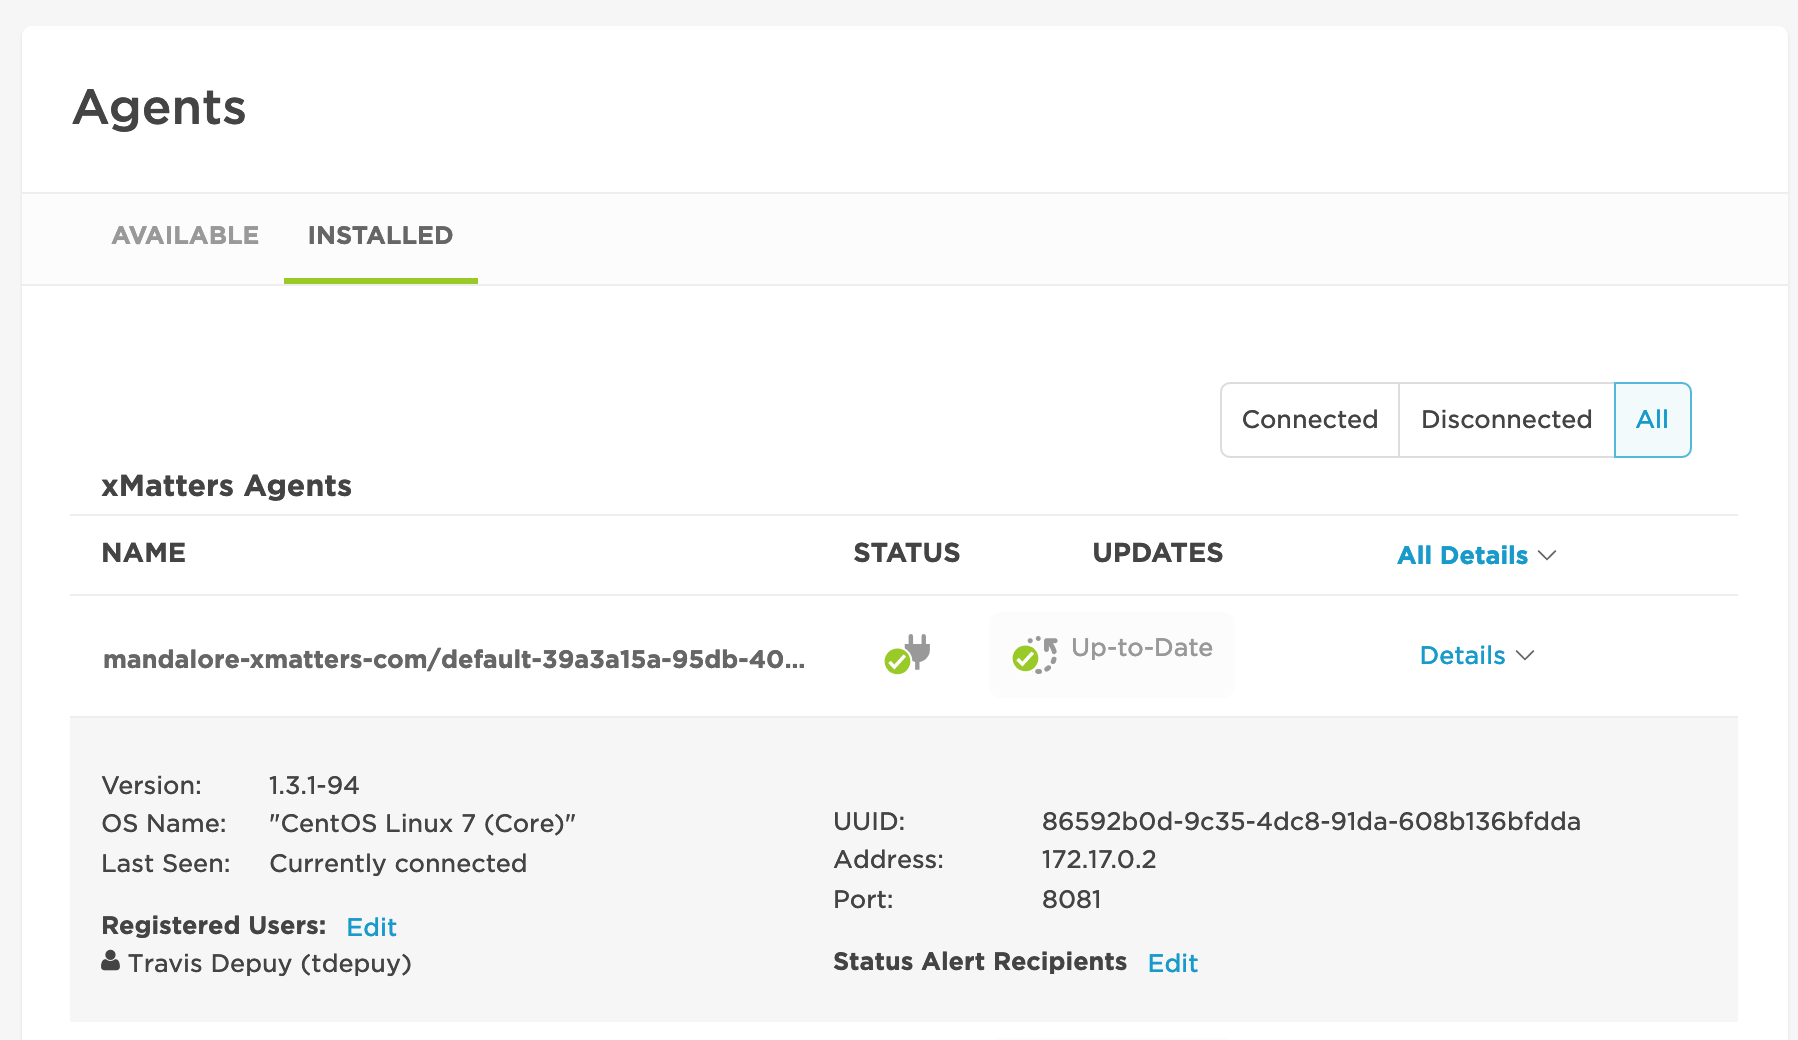 Agents
AVAILABLE INSTALLED
Connected Disconnected All
xMatters Agents
NAME STATUS UPDATES All Details
mandalore-xmatters-com/default-39a3a15a-95db-40... Up-to-Date Details
Version: 1.3.1-94
OS Name: "CentOS Linux 7 (Core)"
Last Seen: Currently connected
Registered Users: Edit
Travis Depuy (tdepuy)
UUID: 86592b0d-9c35-4dc8-91da-608b136bfdda
Address: 172.17.0.2
Port: 8081
Status Alert Recipients Edit